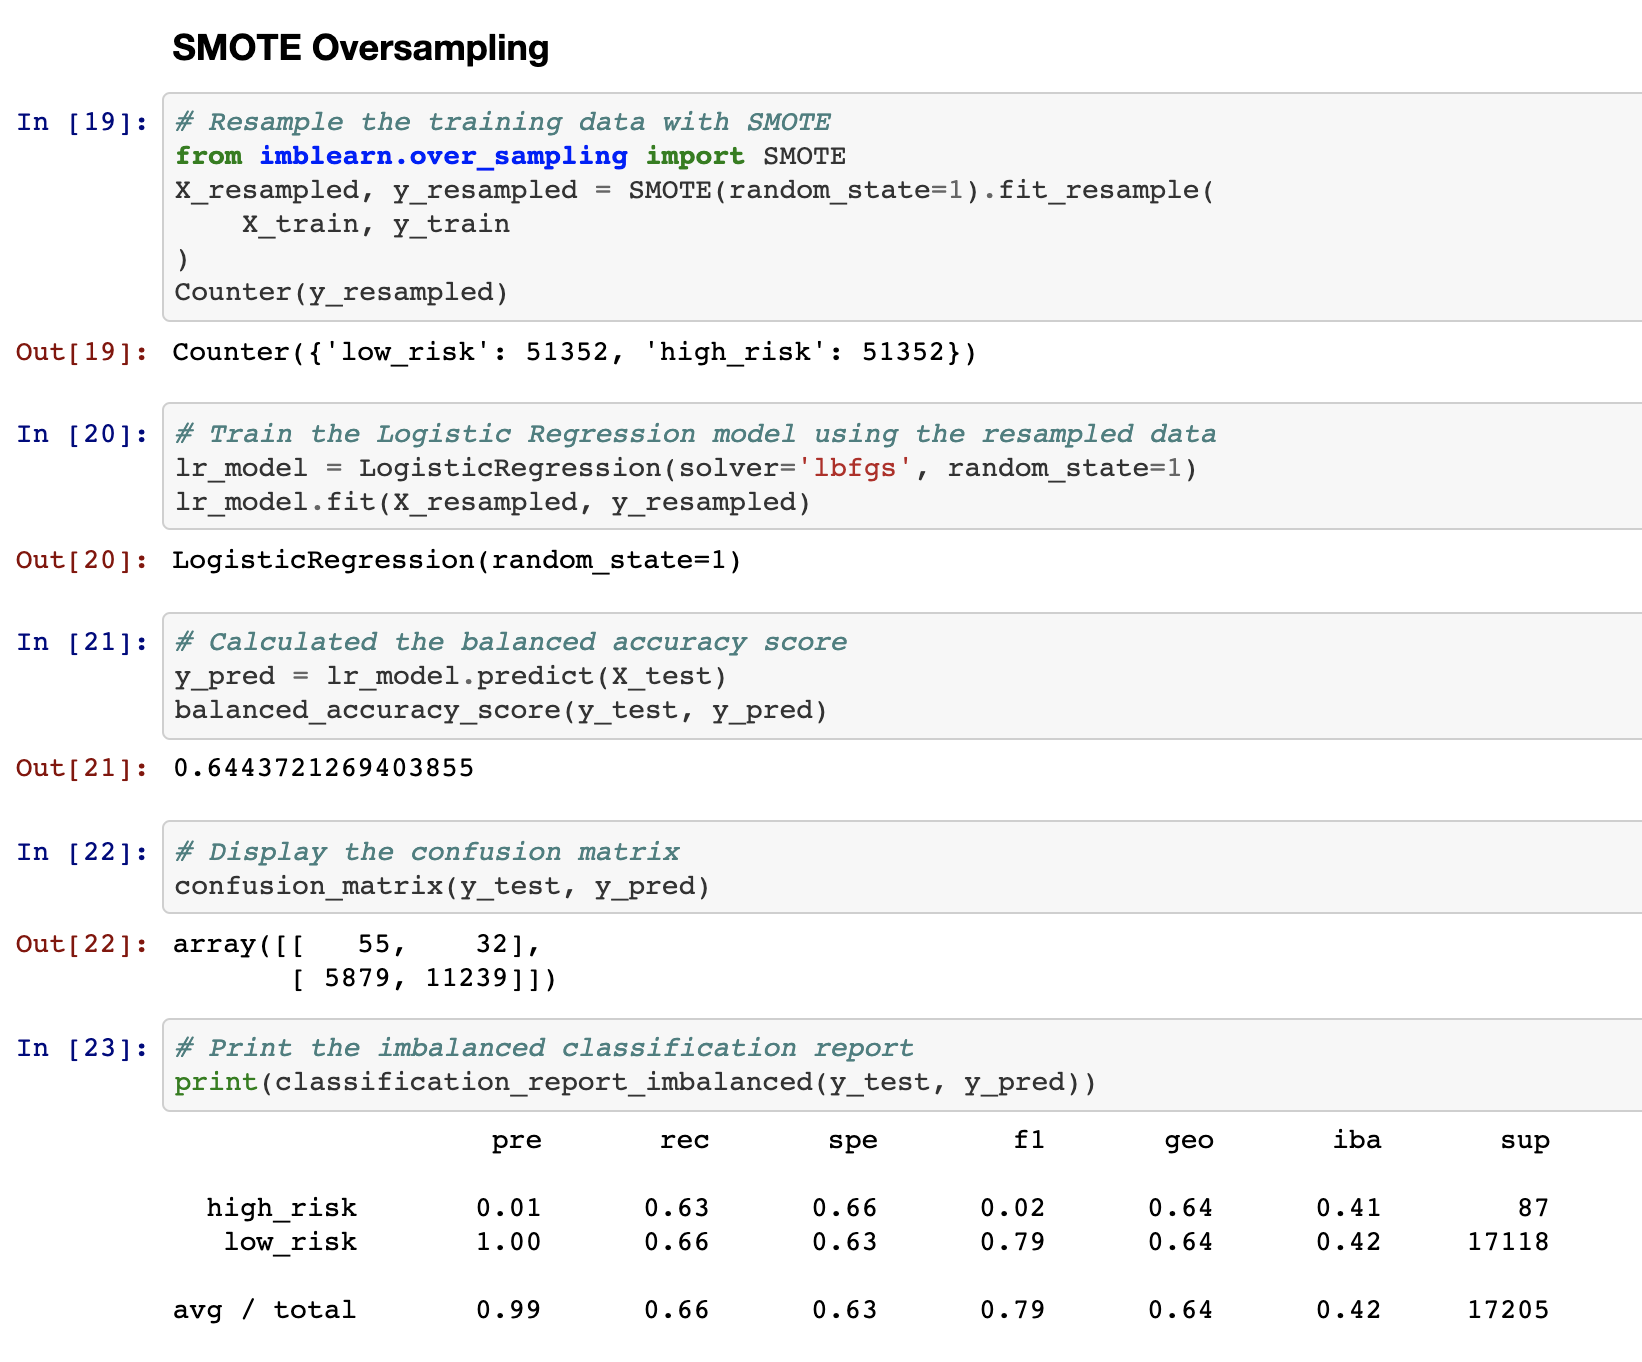 SMOTE Oversampling
In [19]: # Resample the training data with SMOTE
from imblearn.over_sampling import SMOTE
X_resampled, y_resampled = SMOTE(random_state=1).fit_resample(
    X_train, y_train
)
Counter(y_resampled)
Out[19]: Counter({'low_risk': 51352, 'high_risk': 51352})
In [20]: # Train the Logistic Regression model using the resampled data
lr_model = LogisticRegression(solver='lbfgs', random_state=1)
lr_model.fit(X_resampled, y_resampled)
Out[20]: LogisticRegression(random_state=1)
In [21]: # Calculated the balanced accuracy score
y_pred = lr_model.predict(X_test)
balanced_accuracy_score(y_test, y_pred)
Out[21]: 0.6443721269403855
In [22]: # Display the confusion matrix
confusion_matrix(y_test, y_pred)
Out[22]: array([[   55,    32],
       [ 5879, 11239]])
In [23]: # Print the imbalanced classification report
print(classification_report_imbalanced(y_test, y_pred))
pre rec spe f1 geo iba sup
high_risk 0.01 0.63 0.66 0.02 0.64 0.41 87
low_risk 1.00 0.66 0.63 0.79 0.64 0.42 17118
avg / total 0.99 0.66 0.63 0.79 0.64 0.42 17205